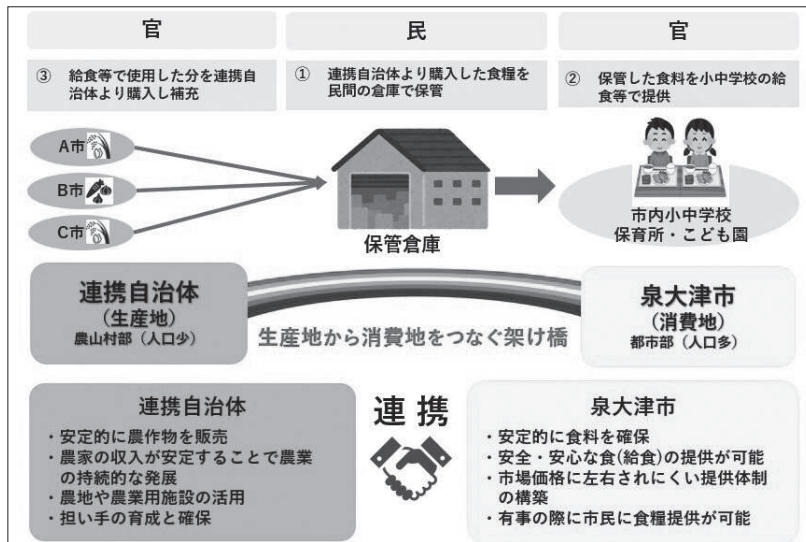 官
民
官
③ 給食等で使用した分を連携自
治体より購入し補充
① 連携自治体より購入した食糧を
民間の倉庫で保管
② 保管した食料を小中学校の給
食等で提供
A市
B市
C市
保管倉庫
市内小中学校
保育所・こども園
連携自治体
(生産地)
農山村部（人口少）
生産地から消費地をつなぐ架け橋
泉大津市
(消費地)
都市部（人口多）
連携自治体
・安定的に農作物を販売
・農家の収入が安定することで農業
の持続的な発展
・農地や農業用施設の活用
・担い手の育成と確保
連携
泉大津市
・安定的に食料を確保
・安全・安心な食(給食)の提供が可能
・市場価格に左右されにくい提供体制
の構築
・有事の際に市民に食糧提供が可能